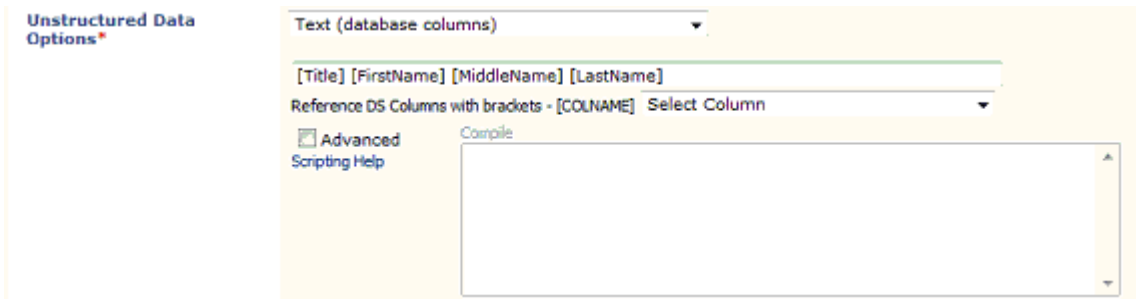 Unstructured Data
Options*
Text (database columns)
[Title] [FirstName] [MiddleName] [LastName]
Reference DS Columns with brackets - [COLNAME] Select Column
Advanced
Compile
Scripting Help